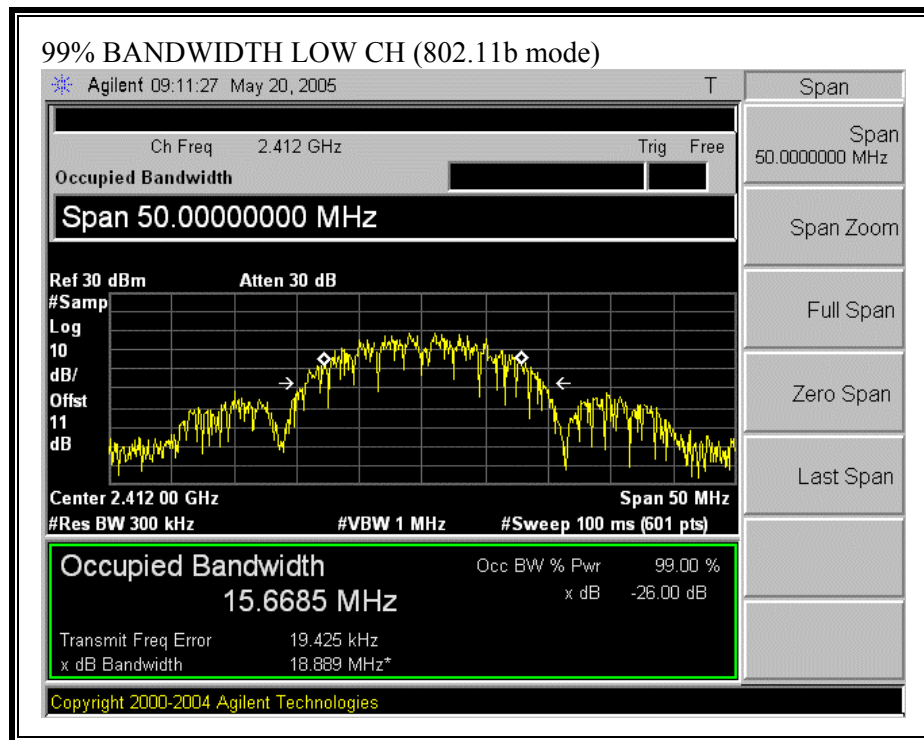 99% BANDWIDTH LOW CH (802.11b mode)
Agilent 09:11:27 May 20, 2005 T
Span
Ch Freq 2.412 GHz Trig Free
Occupied Bandwidth
Span 50.00000000 MHz
Span
50.0000000 MHz
Span Zoom
Full Span
Zero Span
Last Span
Ref 30 dBm Atten 30 dB
#Samp
Log
10
dB/
Offst
11
dB
Center 2.412 00 GHz Span 50 MHz
#Res BW 300 kHz #VBW 1 MHz #Sweep 100 ms (601 pts)
Occupied Bandwidth Occ BW % Pwr 99.00 %
15.6685 MHz x dB -26.00 dB
Transmit Freq Error 19.425 kHz
x dB Bandwidth 18.889 MHz*
Copyright 2000-2004 Agilent Technologies